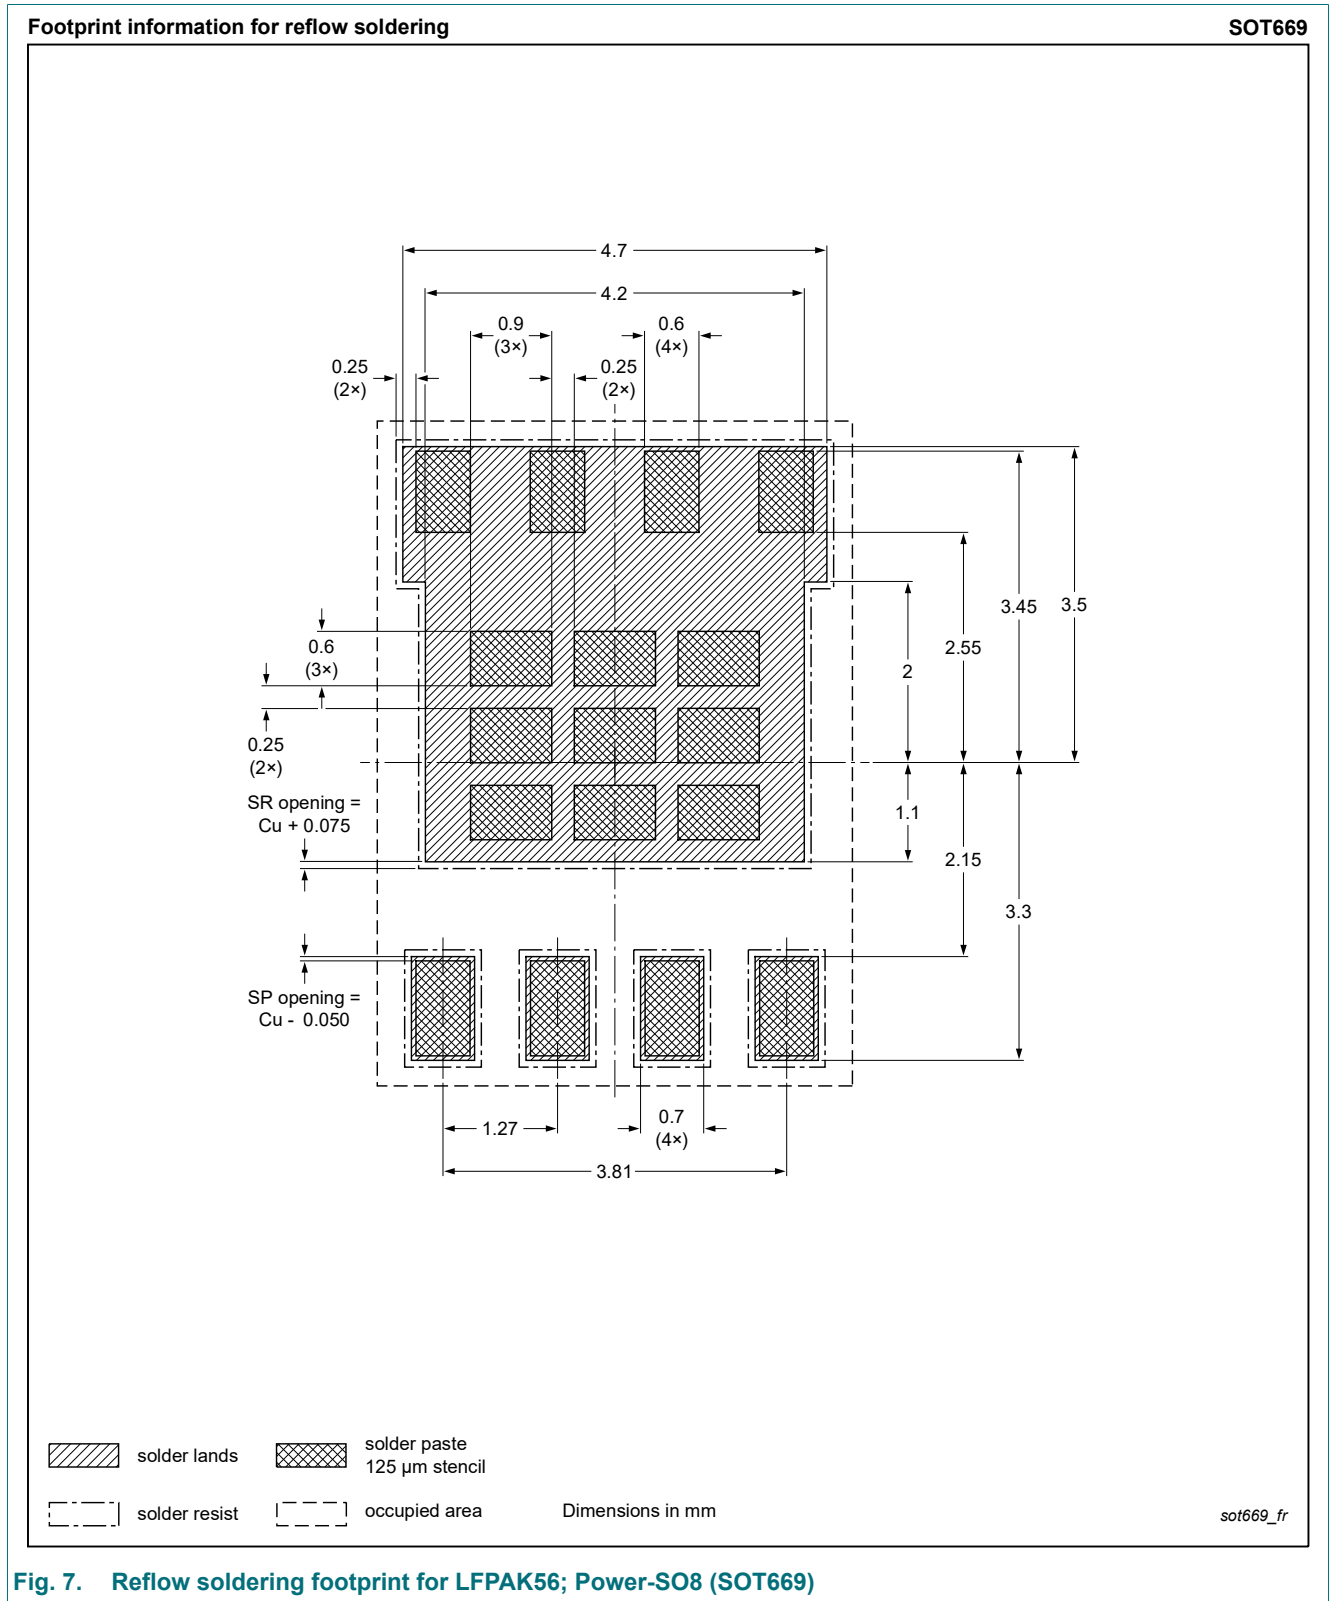 Footprint information for reflow soldering
SOT669
4.7
4.2
0.9
(3×)
0.6
(4×)
0.25
(2×)
0.25
(2×)
3.45
3.5
2.55
2
0.6
(3×)
0.25
(2×)
SR opening =
Cu + 0.075
1.1
2.15
3.3
SP opening =
Cu - 0.050
1.27
0.7
(4×)
3.81
solder lands
solder paste
125 µm stencil
solder resist
occupied area
Dimensions in mm
sot669_fr
Fig. 7. Reflow soldering footprint for LFPAK56; Power-SO8 (SOT669)